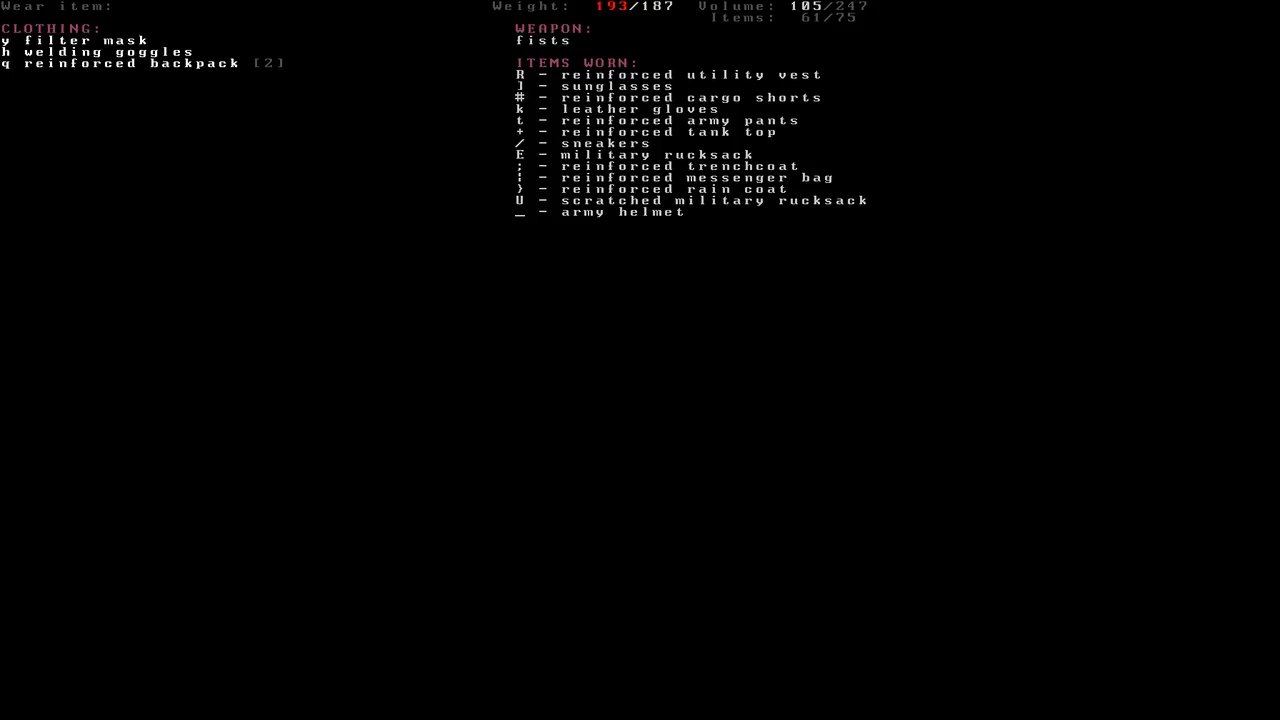 Wear item:
Weight: 193/187 Volume: 105/247
Items: 61/75
CLOTHING:
y filter mask
h welding goggles
q reinforced backpack [2]
WEAPON:
fists
ITEMS WORN:
R - reinforced utility vest
] - sunglasses
# - reinforced cargo shorts
k - leather gloves
t - reinforced army pants
+ - reinforced tank top
/ - sneakers
E - military rucksack
; - reinforced trenchcoat
¦ - reinforced messenger bag
} - reinforced rain coat
U - scratched military rucksack
_ - army helmet